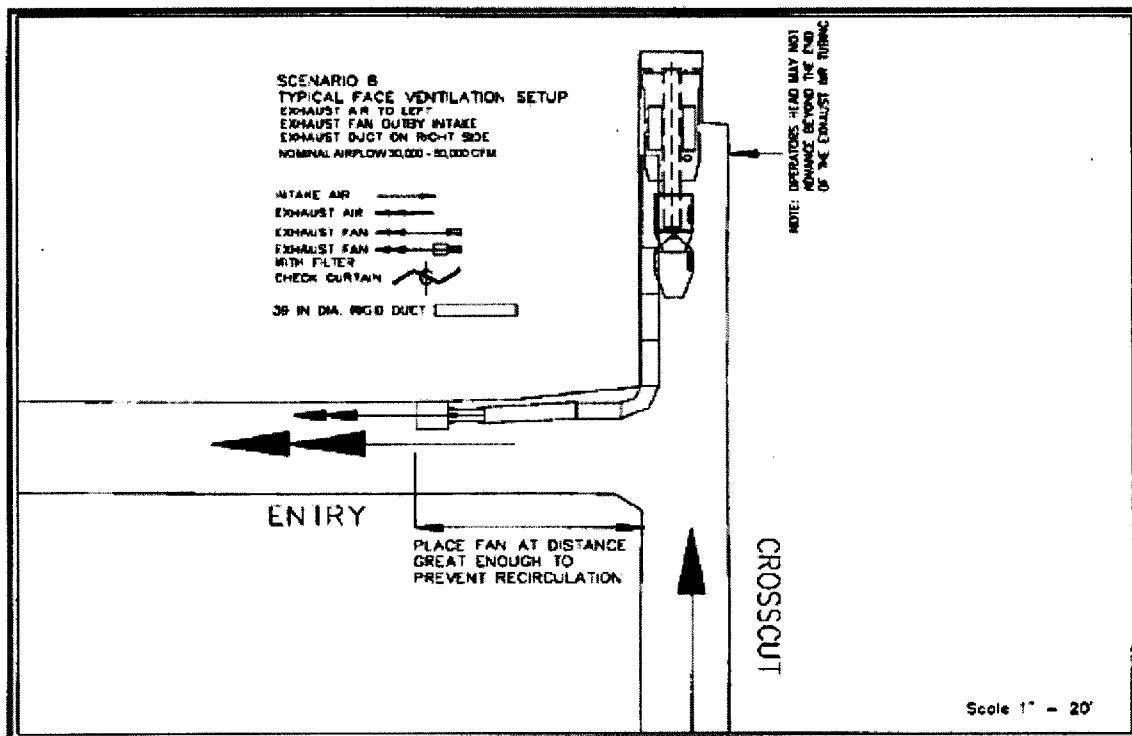 SCENARIO B
TYPICAL FACE VENTILATION SETUP
EXHAUST AIR TO LEFT
EXHAUST FAN OUTBY INTAKE
EXHAUST DUCT ON RIGHT SIDE
NOMINAL AIRFLOW 30,000 - 50,000 CFM
INTAKE AIR
EXHAUST AIR
EXHAUST FAN
EXHAUST FAN
WITH FILTER
CHECK CURTAIN
39 IN DIA. RIGID DUCT
NOTE: OPERATORS HEAD MAY NOT
ADVANCE BEYOND THE END
OF THE EXHAUST AIR TUBING
ENTRY
PLACE FAN AT DISTANCE
GREAT ENOUGH TO
PREVENT RECIRCULATION
CROSSCUT
Scale 1" - 20'